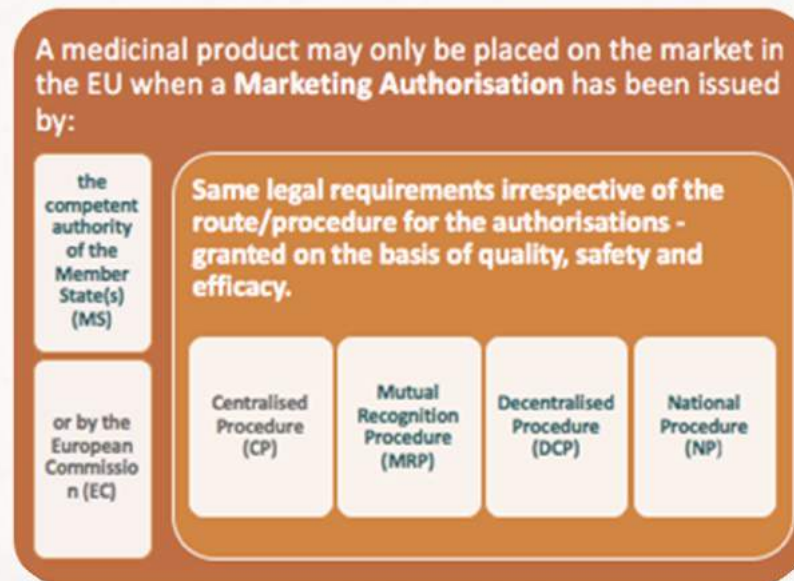 A medicinal product may only be placed on the market in
the EU when a Marketing Authorisation has been issued
by:
the
competent
authority
of the
Member
State(s)
(MS)
or by the
European
Commissio
n (EC)
Same legal requirements irrespective of the
route/procedure for the authorisations -
granted on the basis of quality, safety and
efficacy.
Centralised
Procedure
(CP)
Mutual
Recognition
Procedure
(MRP)
Decentralised
Procedure
(DCP)
National
Procedure
(NP)